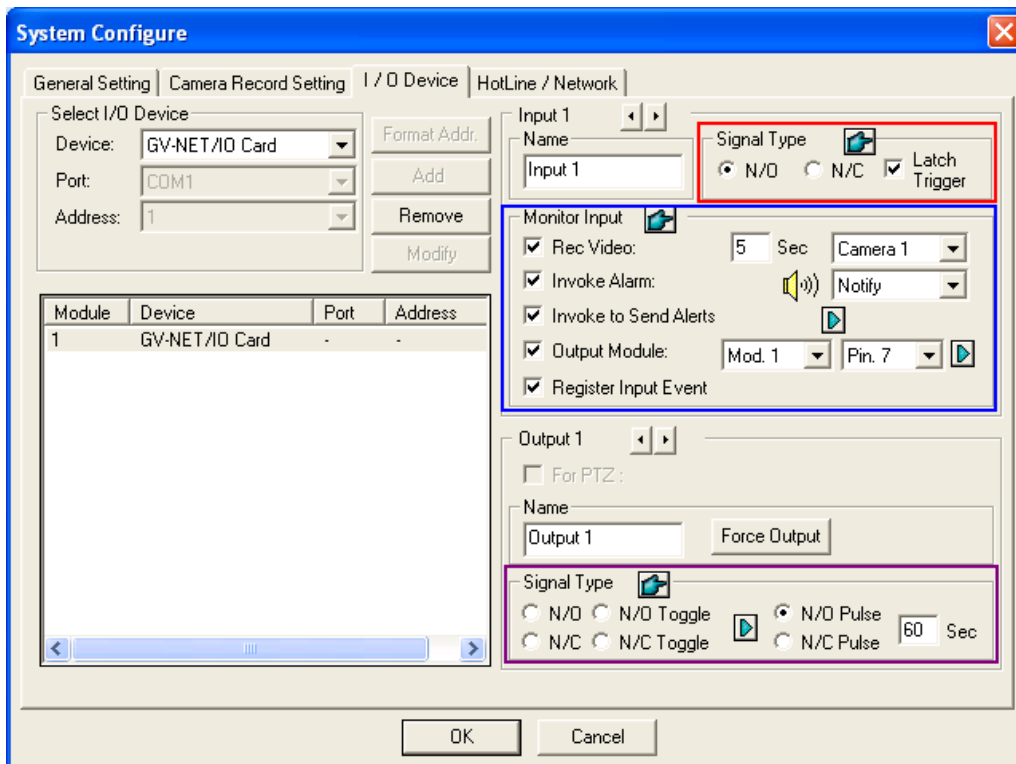 System Configure
General Setting
Camera Record Setting
I / O Device
HotLine / Network
Select I/O Device
Device:
GV-NET/IO Card
Port:
COM1
Address:
1
Format Addr.
Add
Remove
Modify
Module Device Port Address
1 GV-NET/IO Card - -
Input 1
Name
Input 1
Signal Type
N/O N/C Latch Trigger
Monitor Input
Rec Video: 5 Sec Camera 1
Invoke Alarm: Notify
Invoke to Send Alerts
Output Module: Mod. 1 Pin. 7
Register Input Event
Output 1
For PTZ :
Name
Output 1
Force Output
Signal Type
N/O N/O Toggle N/O Pulse
N/C N/C Toggle N/C Pulse
60 Sec
OK
Cancel